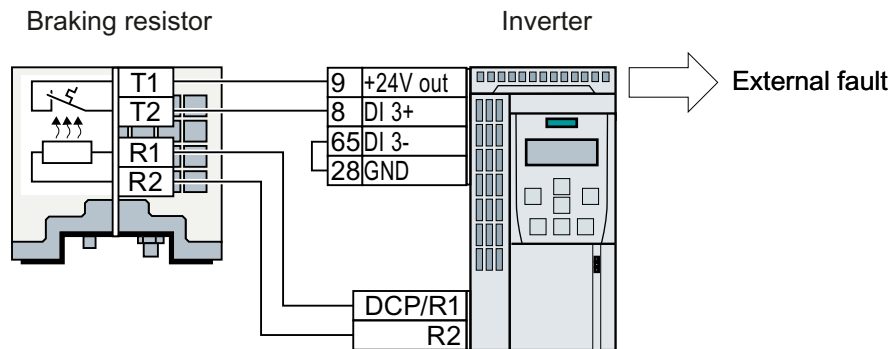 Braking resistor
Inverter
T1
T2
R1
R2
9 +24V out
8 DI 3+
65 DI 3-
28 GND
External fault
DCP/R1
R2